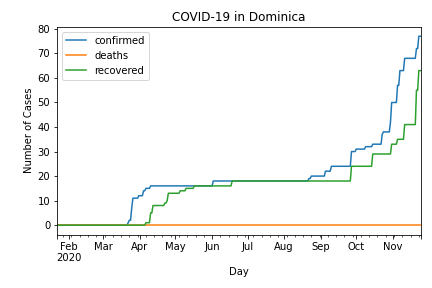 COVID-19 in Dominica
confirmed
deaths
recovered
Number of Cases
80
70
60
50
40
30
20
10
0
Feb Mar Apr May Jun Jul Aug Sep Oct Nov
2020
Day